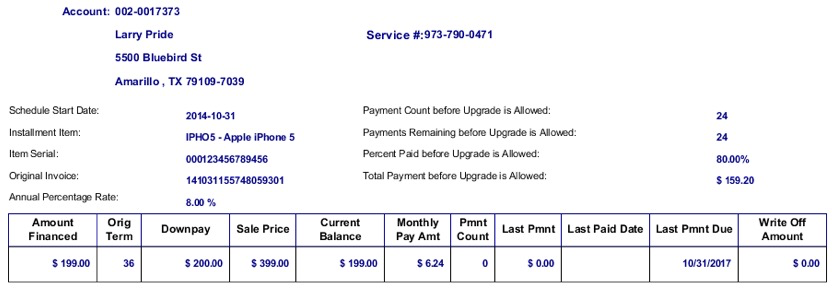 Account: 002-0017373
Larry Pride Service #:973-790-0471
5500 Bluebird St
Amarillo , TX 79109-7039
Schedule Start Date: 2014-10-31 Payment Count before Upgrade is Allowed: 24
Installment Item: IPHO5 - Apple iPhone 5 Payments Remaining before Upgrade is Allowed: 24
Item Serial: 000123456789456 Percent Paid before Upgrade is Allowed: 80.00%
Original Invoice: 141031155748059301 Total Payment before Upgrade is Allowed: $ 159.20
Annual Percentage Rate: 8.00 %
Amount Orig Downpay Sale Price Current Monthly Pmnt Last Pmnt Last Paid Date Last Pmnt Due Write Off
Financed Term Balance Pay Amt Count Amount
$ 199.00 36 $ 200.00 $ 399.00 $ 199.00 $ 6.24 0 $ 0.00 10/31/2017 $ 0.00